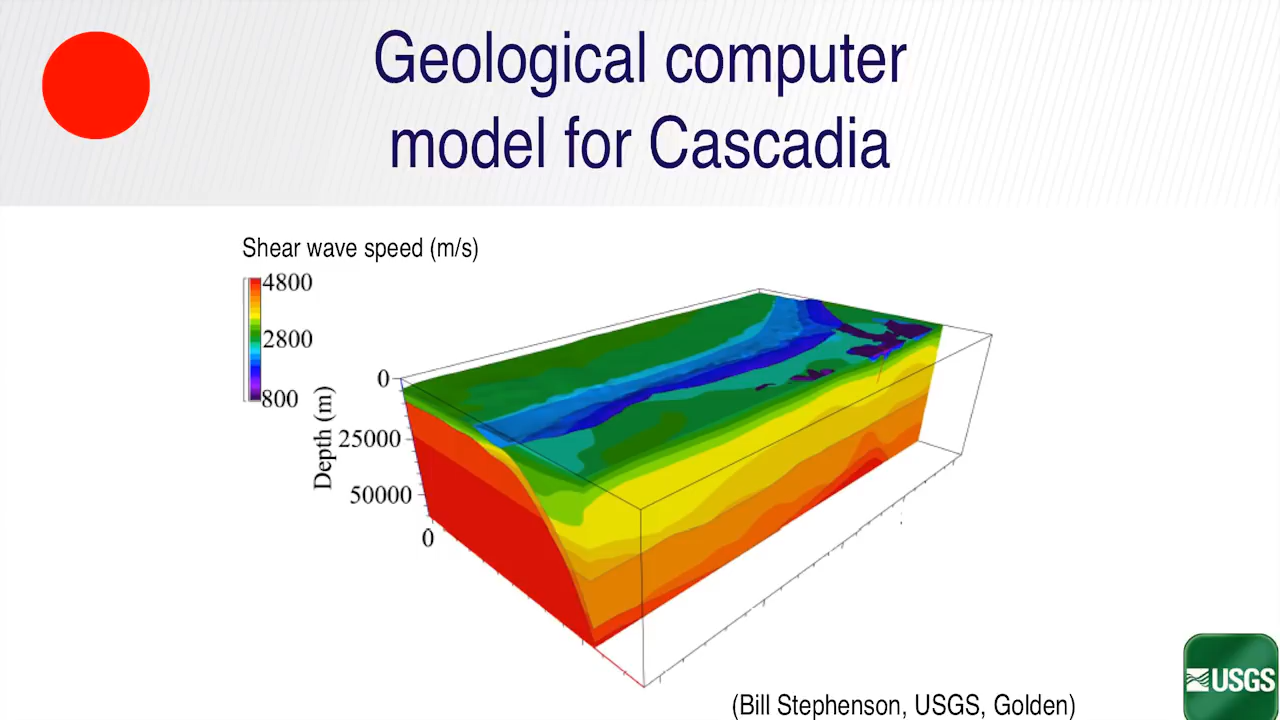 Geological computer
model for Cascadia
Shear wave speed (m/s)
4800
2800
800
Depth (m)
0
25000
50000
0
(Bill Stephenson, USGS, Golden)
USGS